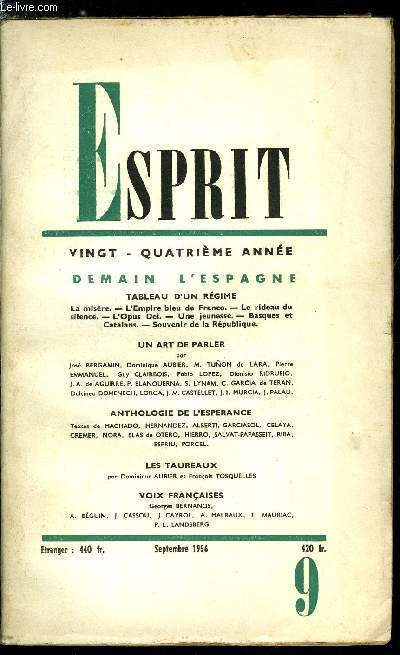 Le-livre.com
ESPRIT
VINGT - QUATRIÈME ANNÉE
DEMAIN L'ESPAGNE
TABLEAU D'UN RÉGIME
La misère. — L'Empire bleu de Franco. — Le rideau du
silence. — L'Opus Dei. — Une jeunesse. — Basques et
Catalans. — Souvenir de la République.
UN ART DE PARLER
par
José BERGAMIN, Dominique AUBIER, M. TUÑON de LARA, Pierre
EMMANUEL, Guy CLAIRBOIS, Pablo LOPEZ, Dionisio RIDRUEJO,
J. A. de AGUIRRE, P. ELANOUERNA, S. LYNAM, C. GARCIA de TERAN,
Dulcineo DOMENECH, LORCA, J. M. CASTELLET, J. I. MURCIA, J. PALAU.
ANTHOLOGIE DE L'ESPERANCE
Textes de MACHADO, HERNANDEZ, ALBERTI, GARCIASOL, CELAYA,
CREMER, NORA, BLAS de OTERO, HIERRO, SALVAT-PAPASSEIT, RIBA,
ESPRIU, PORCEL.
LES TAUREAUX
par Dominique AUBIER et François TOSQUELLES
VOIX FRANÇAISES
Georges BERNANOS,
A. BÉGUIN, J. CASSOU, J. CAYROL, A. MALRAUX, F. MAURIAC,
P. L. LANDSBERG
Etranger : 440 fr. Septembre 1956 420 fr.
9